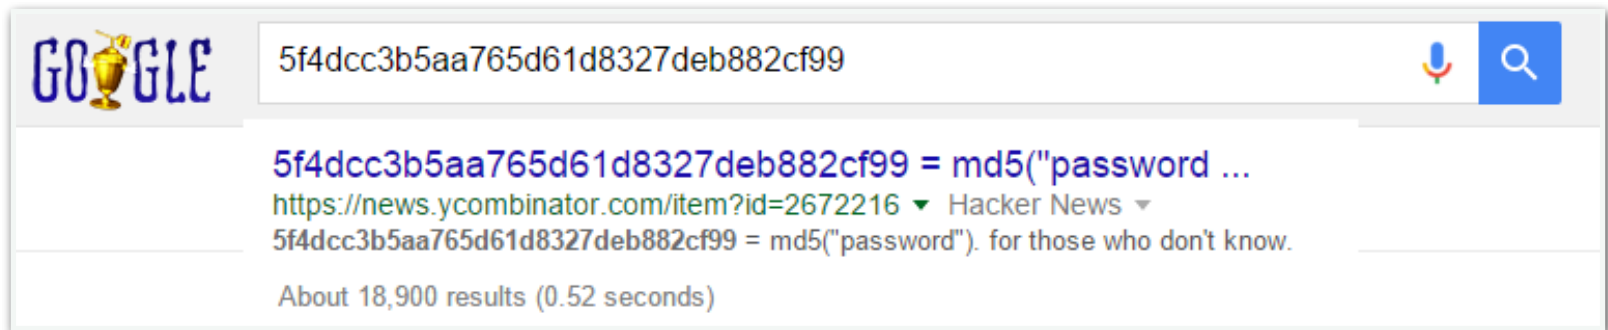 GOOGLE
5f4dcc3b5aa765d61d8327deb882cf99
5f4dcc3b5aa765d61d8327deb882cf99 = md5("password ...
https://news.ycombinator.com/item?id=2672216 Hacker News
5f4dcc3b5aa765d61d8327deb882cf99 = md5("password"). for those who don't know.
About 18,900 results (0.52 seconds)